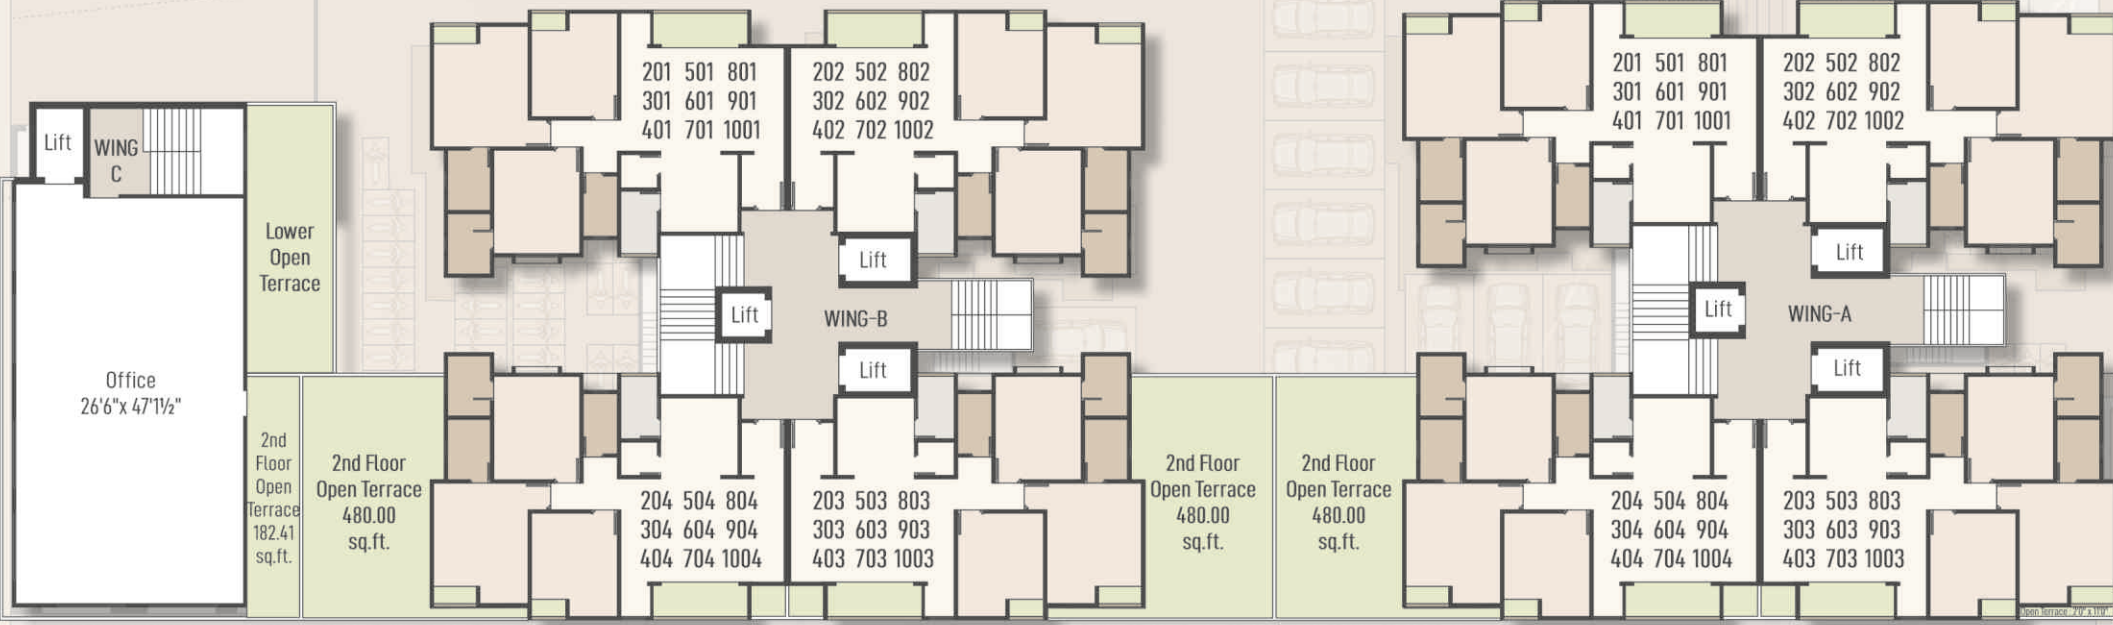 201 501 801
301 601 901
401 701 1001
202 502 802
302 602 902
402 702 1002
201 501 801
301 601 901
401 701 1001
202 502 802
302 602 902
402 702 1002
Lift
WING
C
Lower
Open
Terrace
Lift
Lift
WING-B
Lift
Lift
Lift
WING-A
Lift
Office
26'6"x 47'1½"
2nd
Floor
Open
Terrace
182.41
sq.ft.
2nd Floor
Open Terrace
480.00
sq.ft.
204 504 804
304 604 904
404 704 1004
203 503 803
303 603 903
403 703 1003
2nd Floor
Open Terrace
480.00
sq.ft.
2nd Floor
Open Terrace
480.00
sq.ft.
204 504 804
304 604 904
404 704 1004
203 503 803
303 603 903
403 703 1003
Open Terrace